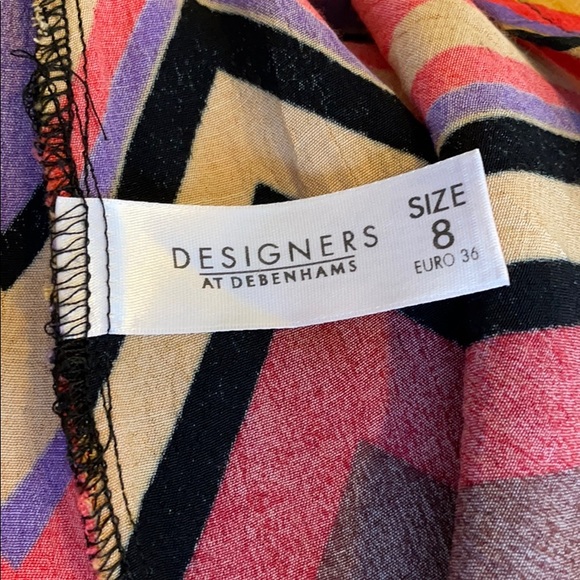 DESIGNERS
AT DEBENHAMS
SIZE
8
EURO 36